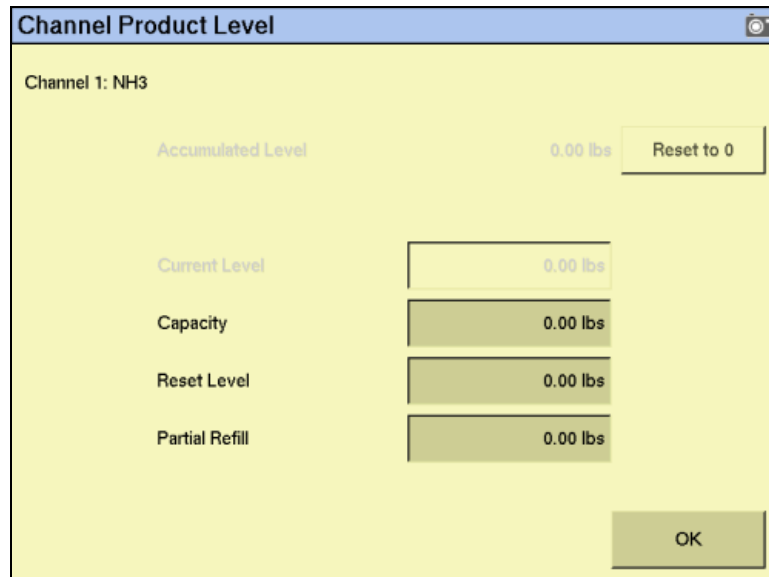 Channel Product Level
Channel 1: NH3
Accumulated Level 0.00 lbs Reset to 0
Current Level 0.00 lbs
Capacity 0.00 lbs
Reset Level 0.00 lbs
Partial Refill 0.00 lbs
OK